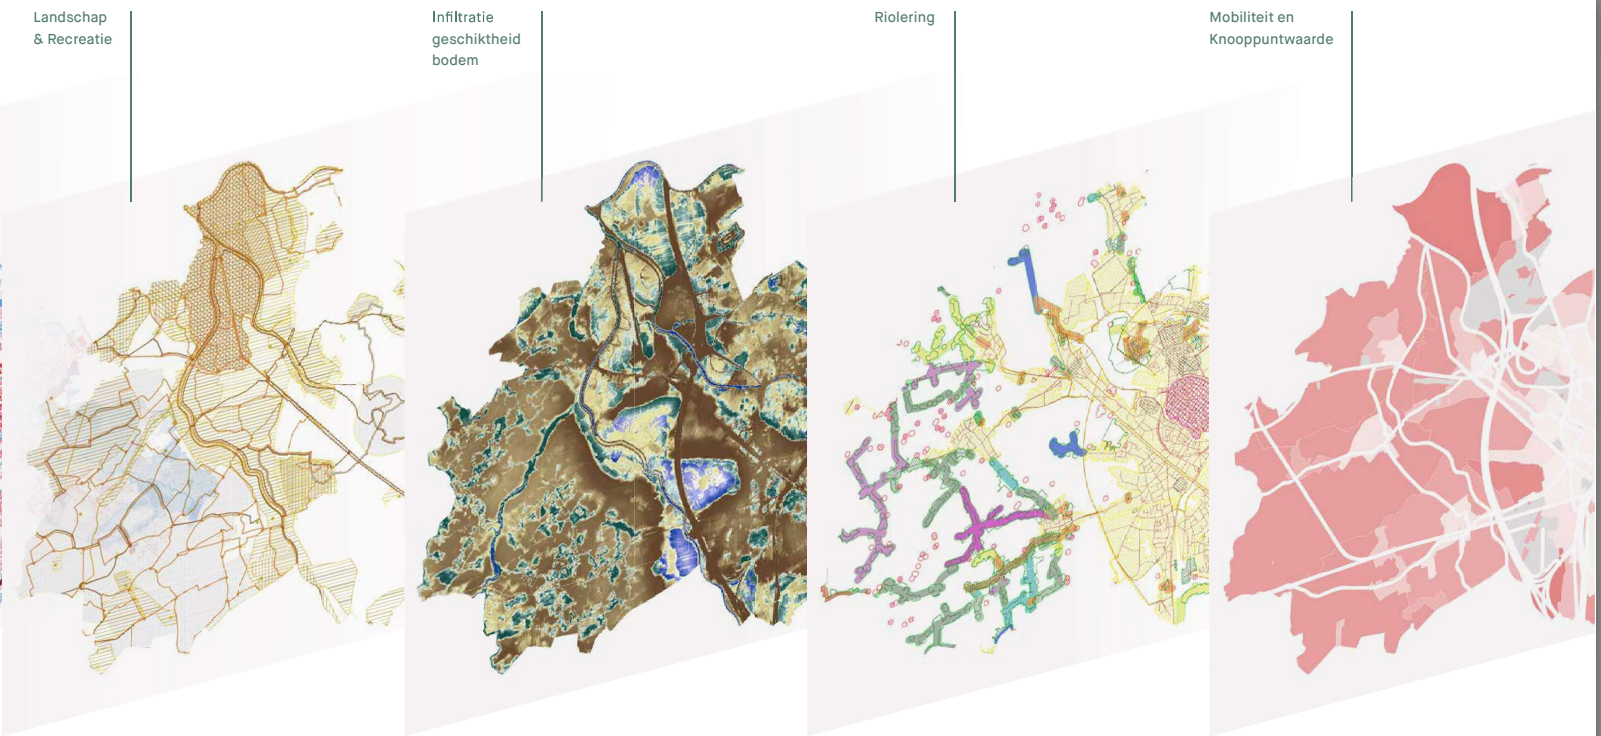 Landschap
& Recreatie
Infiltratie
geschiktheid
bodem
Riolering
Mobiliteit en
Knooppuntwaarde